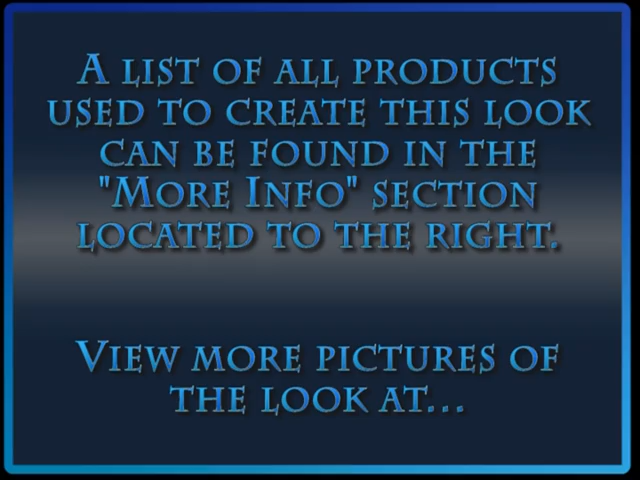 A list of all products
used to create this look
can be found in the
"More Info" section
located to the right.
View more pictures of
the look at...